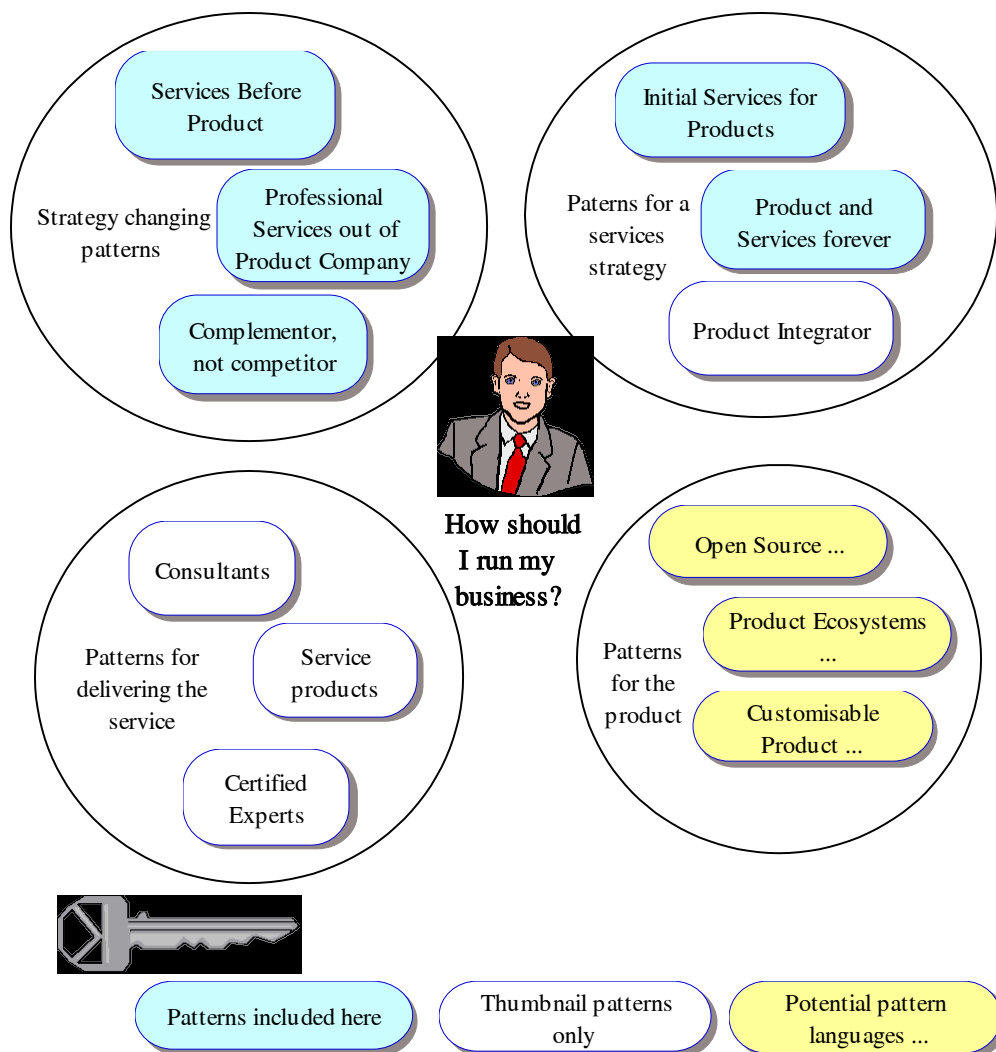 Services Before
Product
Strategy changing
patterns
Professional
Services out of
Product Company
Complementor,
not competitor
Initial Services for
Products
Paterns for a
services
strategy
Product and
Services forever
Product Integrator
How should
I run my
business?
Consultants
Patterns for
delivering the
service
Service
products
Certified
Experts
Open Source ...
Patterns
for the
product
Product Ecosystems
...
Customisable
Product ...
Patterns included here
Thumbnail patterns
only
Potential pattern
languages ...